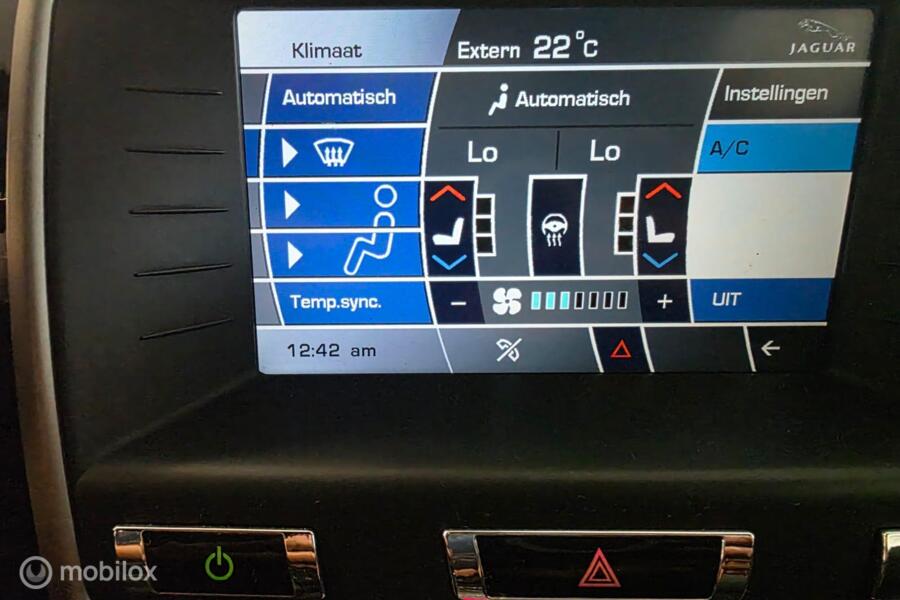 Klimaat
Extern 22°C
JAGUAR
Automatisch
Automatisch
Instellingen
Lo
Lo
A/C
Temp.sync.
–
+
UIT
12:42 am
mobilox